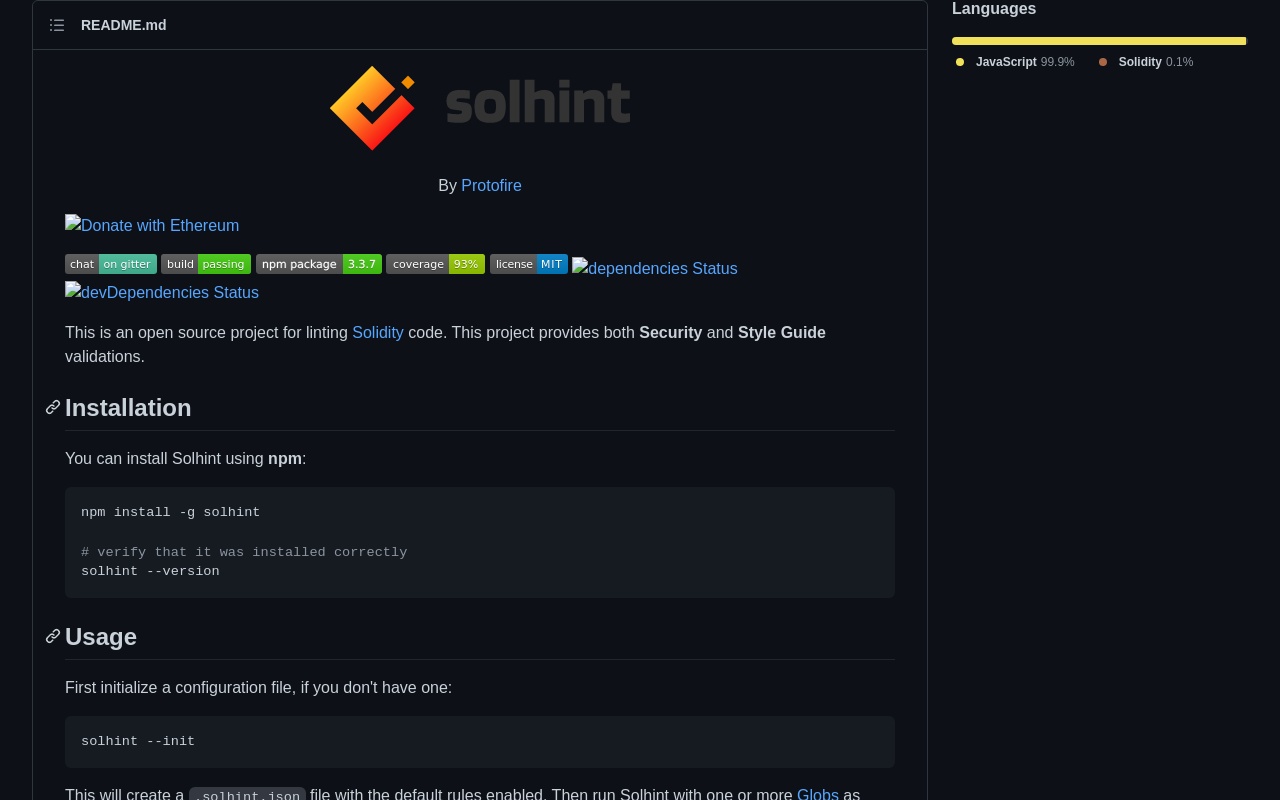 README.md
Languages
JavaScript 99.9% Solidity 0.1%
solhint
By Protofire
Donate with Ethereum
chat on gitter build passing npm package 3.3.7 coverage 93% license MIT dependencies Status
devDependencies Status
This is an open source project for linting Solidity code. This project provides both Security and Style Guide
validations.
Installation
You can install Solhint using npm:
npm install -g solhint
# verify that it was installed correctly
solhint --version
Usage
First initialize a configuration file, if you don't have one:
solhint --init
This will create a .solhint.json file with the default rules enabled. Then run Solhint with one or more Globs as